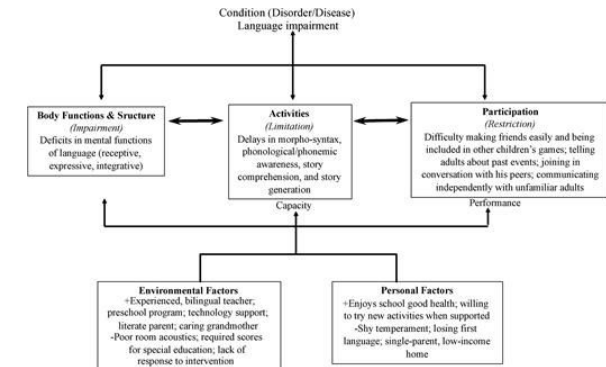 Condition (Disorder/Disease)
Language impairment
Body Functions & Sructure
(Impairment)
Deficits in mental functions
of language (receptive,
expressive, integrative)
Activities
(Limitation)
Delays in morpho-syntax,
phonological/phonemic
awareness, story
comprehension, and story
generation
Capacity
Participation
(Restriction)
Difficulty making friends easily and being
included in other children's games; telling
adults about past events; joining in
conversation with his peers; communicating
independently with unfamiliar adults
Performance
Environmental Factors
+Experienced, bilingual teacher;
preschool program; technology support;
literate parent; caring grandmother
-Poor room acoustics; required scores
for special education; lack of
response to intervention
Personal Factors
+Enjoys school good health; willing
to try new activities when supported
-Shy temperament; losing first
language; single-parent, low-income
home